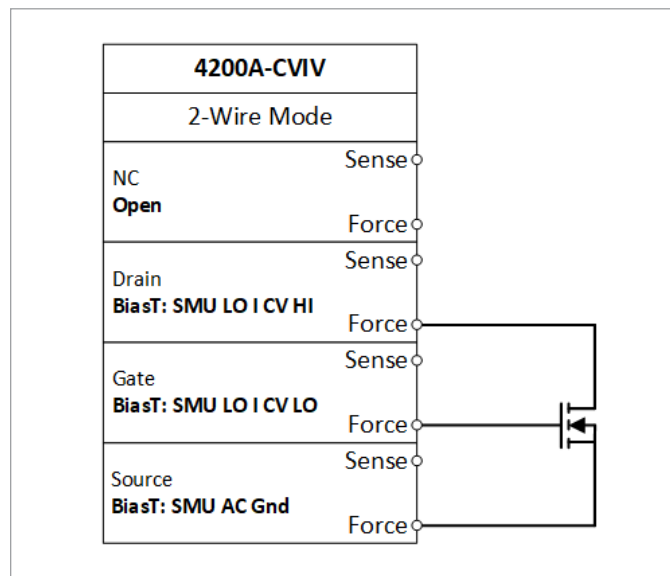 4200A-CVIV
2-Wire Mode
Sense
NC
Open
Force
Sense
Drain
BiasT: SMU LO I CV HI
Force
Sense
Gate
BiasT: SMU LO I CV LO
Force
Sense
Source
BiasT: SMU AC Gnd
Force